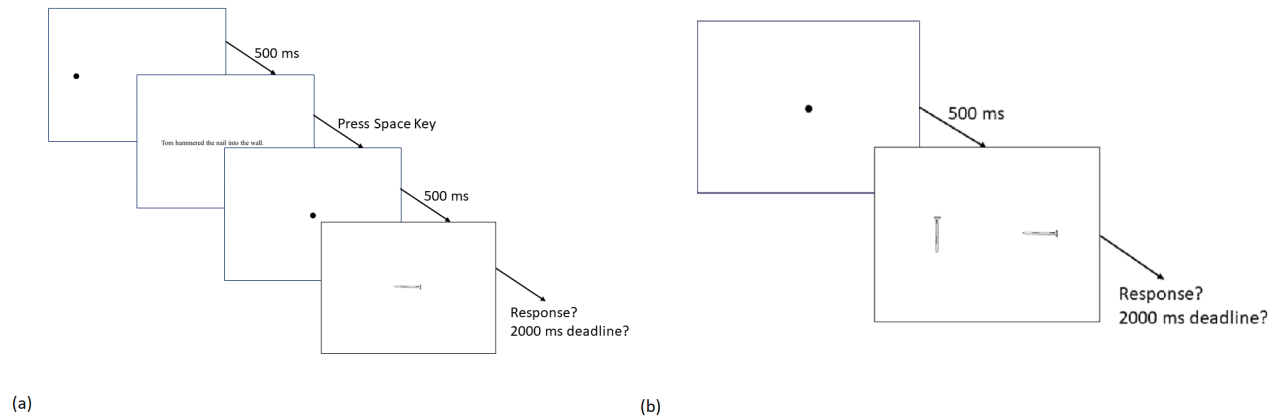 500 ms
Press Space Key
Tom hammered the nail into the wall.
500 ms
Response?
2000 ms deadline?
(a)
500 ms
Response?
2000 ms deadline?
(b)